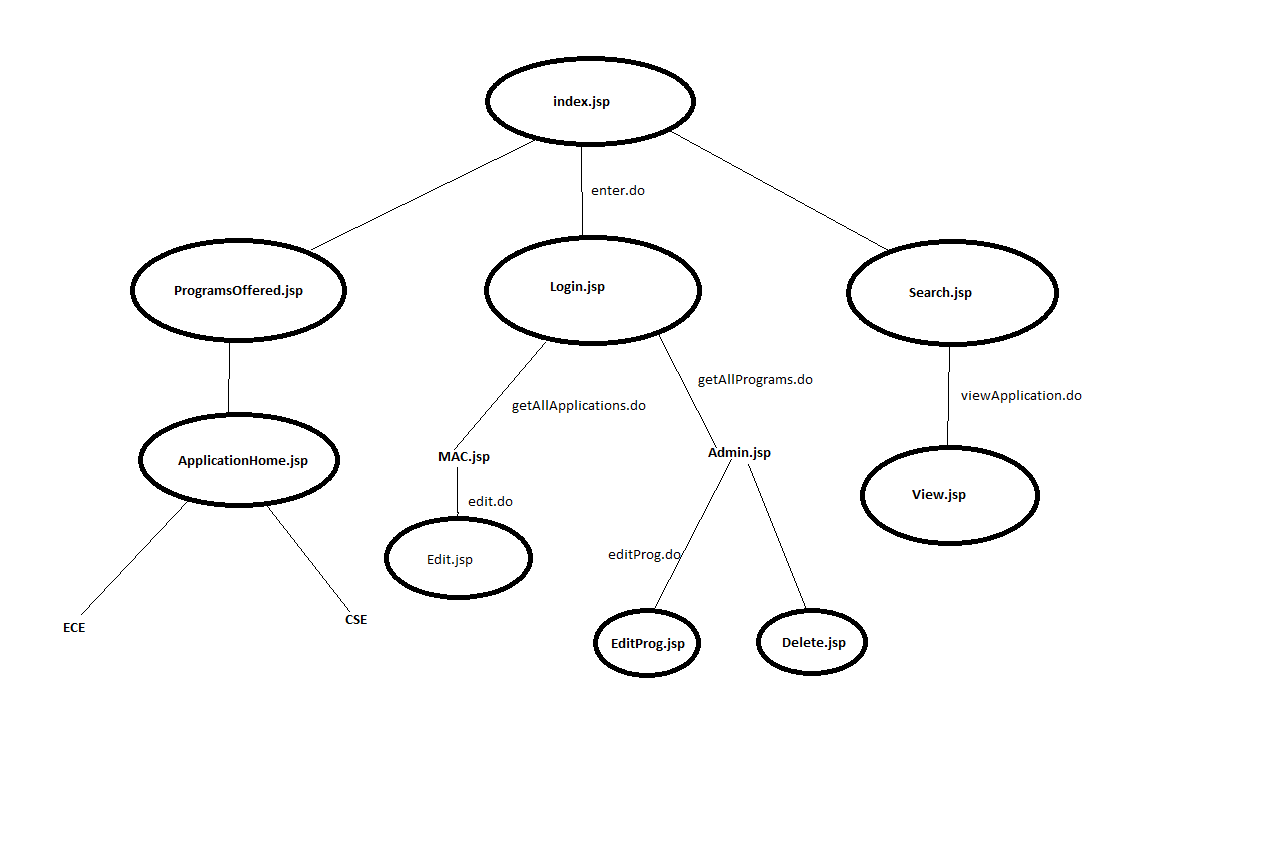 index.jsp
enter.do
ProgramsOffered.jsp
Login.jsp
Search.jsp
getAllPrograms.do
getAllApplications.do
viewApplication.do
ApplicationHome.jsp
MAC.jsp
Admin.jsp
View.jsp
edit.do
Edit.jsp
editProg.do
ECE
CSE
EditProg.jsp
Delete.jsp